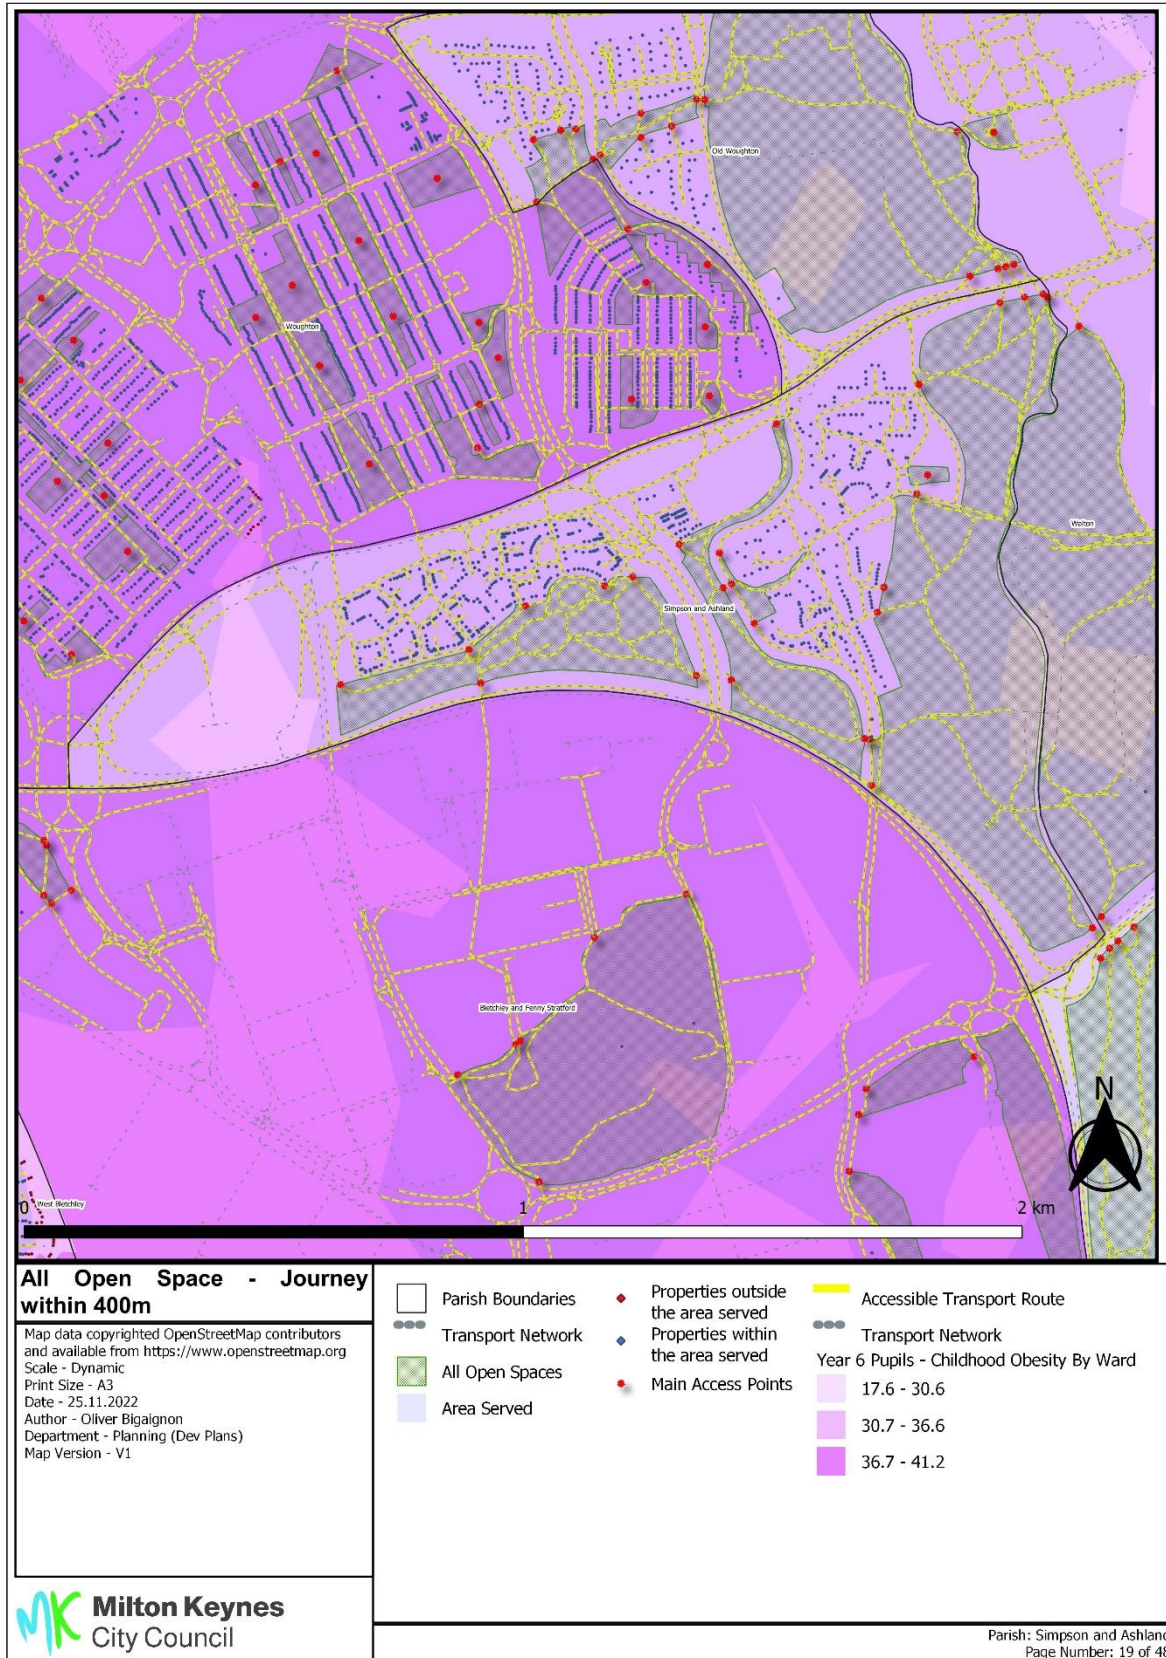 Old Woughton
Woughton
Walton
Simpson and Ashland
Bletchley and Fenny Stratford
N
West Bletchley
0 1 2 km
All Open Space - Journey
within 400m
Map data copyrighted OpenStreetMap contributors
and available from https://www.openstreetmap.org
Scale - Dynamic
Print Size - A3
Date - 25.11.2022
Author - Oliver Bigaignon
Department - Planning (Dev Plans)
Map Version - V1
Milton Keynes
City Council
Parish Boundaries
Transport Network
All Open Spaces
Area Served
Properties outside
the area served
Properties within
the area served
Main Access Points
Accessible Transport Route
Transport Network
Year 6 Pupils - Childhood Obesity By Ward
17.6 - 30.6
30.7 - 36.6
36.7 - 41.2
Parish: Simpson and Ashland
Page Number: 19 of 48